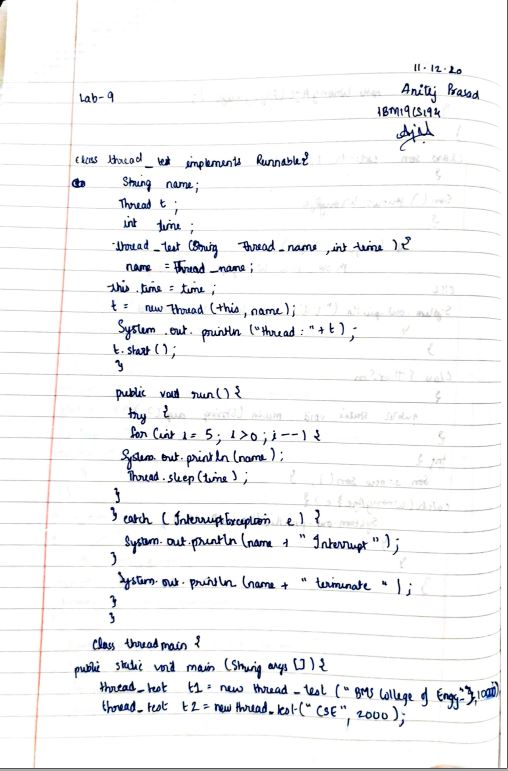 11-12-20
Lab-9
Anitej Prasad
1BM19CS194
class thread_test implements Runnable{
String name;
Thread t;
int time;
thread_test (String Thread_name, int time) {
name = Thread_name;
this.time = time;
t = new Thread (this, name);
System.out.println ("thread:" + t);
t.start ();
}
public void run() {
try {
for (int i = 5; i>0; i--) {
System.out.println (name);
Thread.sleep (time);
}
} catch (InterruptException e) {
System.out.println (name + " Interrupt");
}
System.out.println (name + " terminate ");
}
}
class threadmain {
public static void main (String args []) {
thread_test t1 = new thread_test ("BMS College of Engg.", 1000)
thread_test t2 = new thread_test ("CSE", 2000);